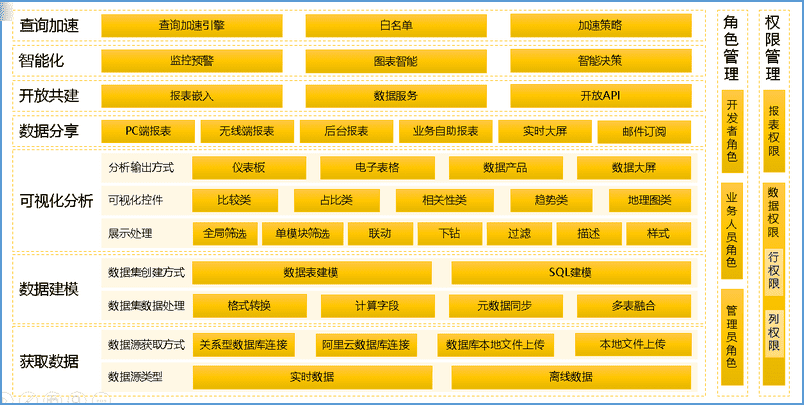 查询加速 查询加速引擎 白名单 加速策略
智能化 监控预警 图表智能 智能决策
开放共建 报表嵌入 数据服务 开放API
数据分享 PC端报表 无线端报表 后台报表 业务自助报表 实时大屏 邮件订阅
可视化分析
分析输出方式 仪表板 电子表格 数据产品 数据大屏
可视化控件 比较类 占比类 相关性类 趋势类 地理图类
展示处理 全局筛选 单模块筛选 联动 下钻 过滤 描述 样式
数据建模
数据集创建方式 数据表建模 SQL建模
数据集数据处理 格式转换 计算字段 元数据同步 多表融合
获取数据
数据源获取方式 关系型数据库连接 阿里云数据库连接 数据库本地文件上传 本地文件上传
数据源类型 实时数据 离线数据
角色管理
开发者角色
业务人员角色
管理员角色
权限管理
报表权限
数据权限
行权限
列权限